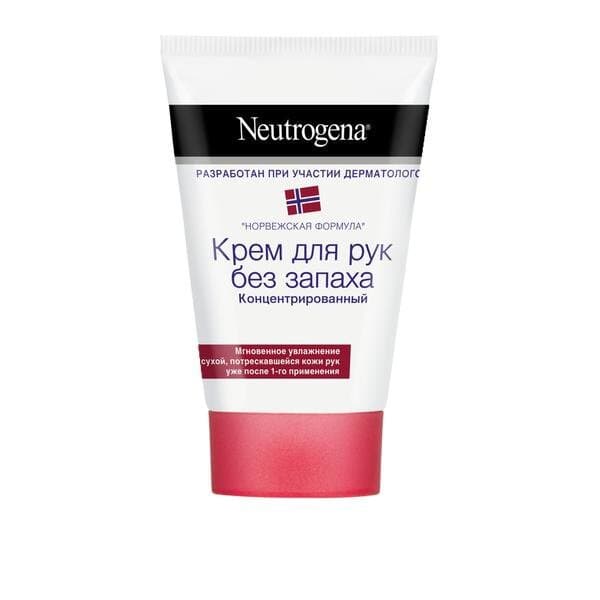 Neutrogena®
РАЗРАБОТАН ПРИ УЧАСТИИ ДЕРМАТОЛОГО
"НОРВЕЖСКАЯ ФОРМУЛА"
Крем для рук
без запаха
Концентрированный
Мгновенное увлажнение
сухой, потрескавшейся кожи рук
уже после 1-го применения